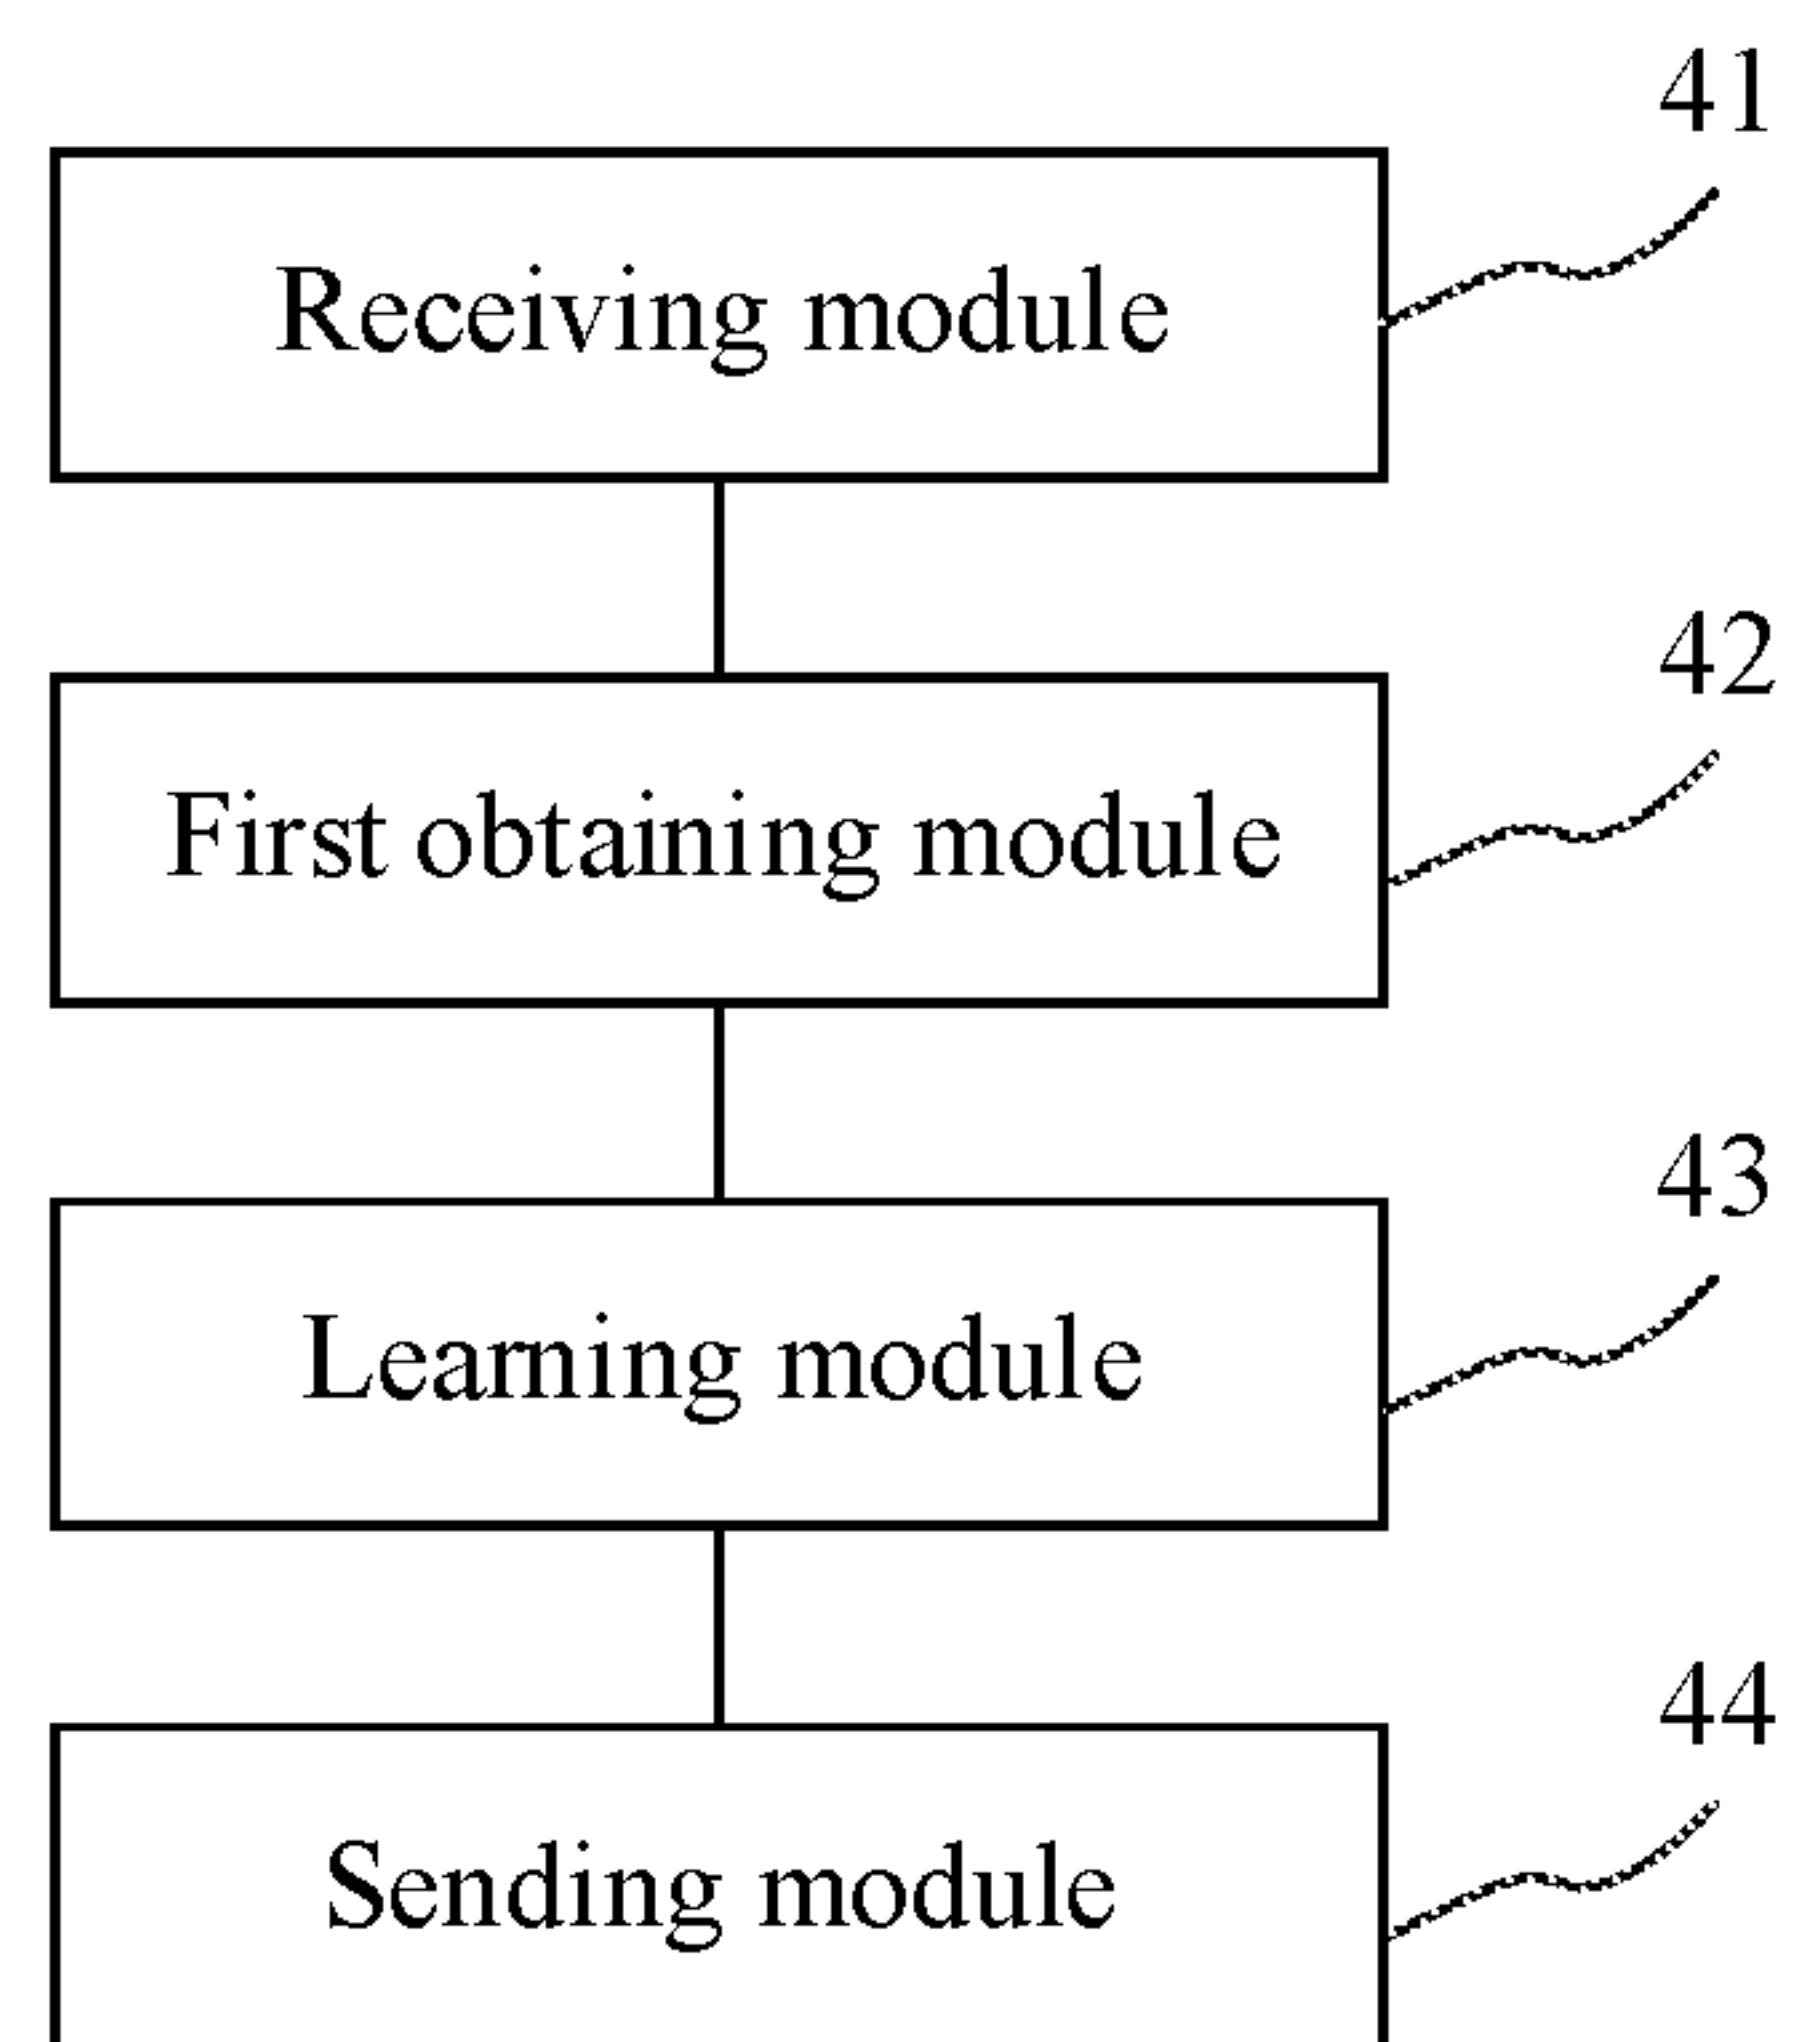 41
Receiving module
42
First obtaining module
43
Learning module
44
Sending module